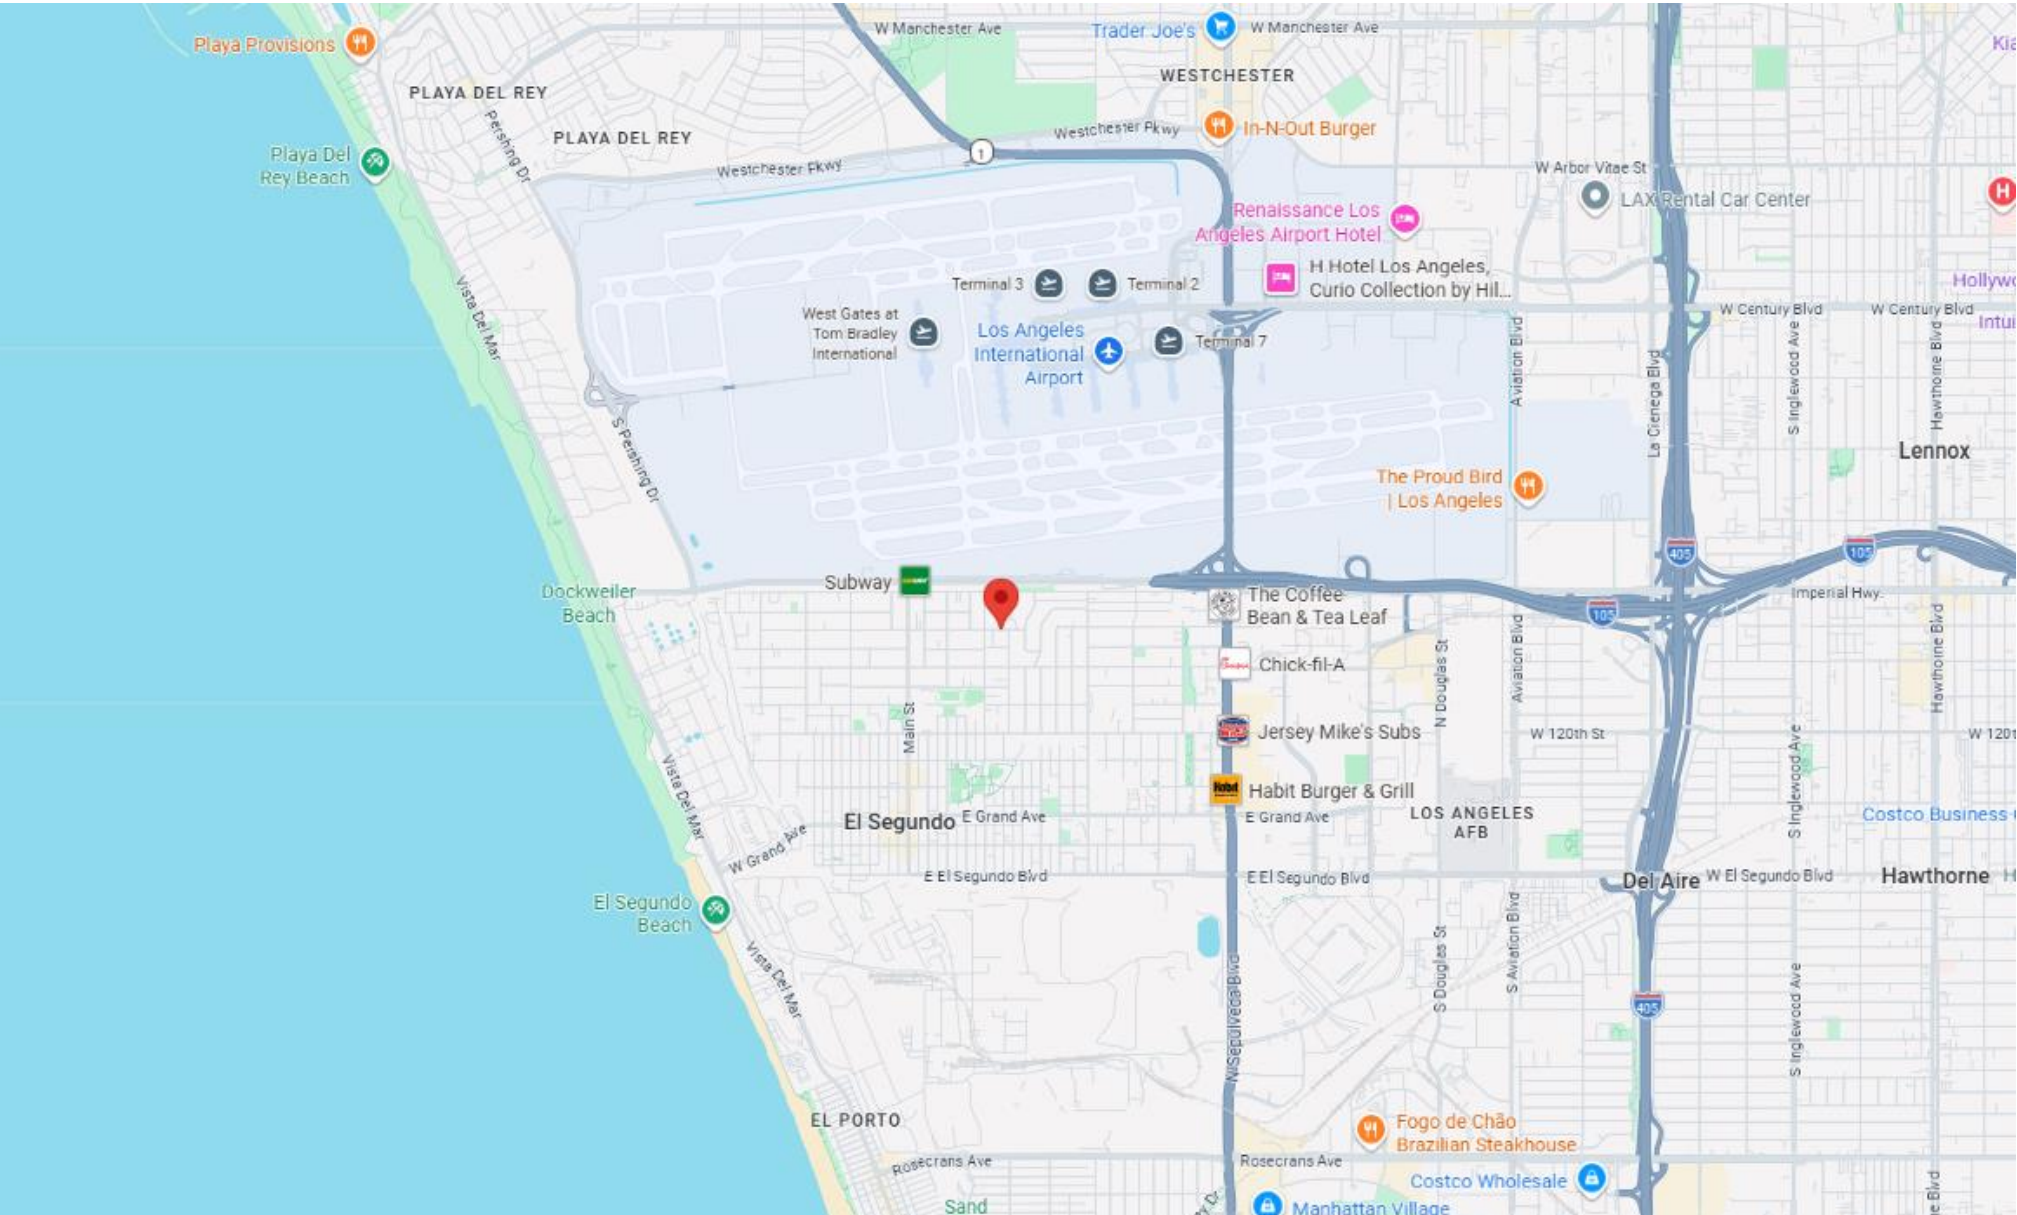 W Manchester Ave
Trader Joe's
W Manchester Ave
Playa Provisions
WESTCHESTER
PLAYA DEL REY
Pershing Dr
PLAYA DEL REY
1
Westchester Pkwy
In-N-Out Burger
Playa Del
Rey Beach
Westchester Pkwy
W Arbor Vitae St
LAX Rental Car Center
H
Renaissance Los
Angeles Airport Hotel
H Hotel Los Angeles,
Curio Collection by Hil...
Terminal 3
Terminal 2
Vista Del Mar
West Gates at
Tom Bradley
International
Los Angeles
International
Airport
Terminal 7
W Century Blvd
W Century Blvd
Aviation Blvd
La Cienega Blvd
S Inglewood Ave
Hawthorne Blvd
S Pershing Dr
Lennox
The Proud Bird
| Los Angeles
405
105
Dockweiler
Beach
Subway
The Coffee
Bean & Tea Leaf
105
Imperial Hwy
Chick-fil-A
N Douglas St
Aviation Blvd
Hawthorne Blvd
Main St
Jersey Mike's Subs
W 120th St
Vista Del Mar
Habit
Habit Burger & Grill
S Inglewood Ave
El Segundo
E Grand Ave
E Grand Ave
LOS ANGELES
AFB
Costco Business
W Grand Ave
E El Segundo Blvd
E El Segundo Blvd
Del Aire
W El Segundo Blvd
Hawthorne
El Segundo
Beach
Vista Del Mar
N Sepulveda Blvd
S Douglas St
S Aviation Blvd
S Inglewood Ave
405
EL PORTO
Fogo de Chão
Brazilian Steakhouse
Rosecrans Ave
Rosecrans Ave
Costco Wholesale
Sand
Manhattan Village